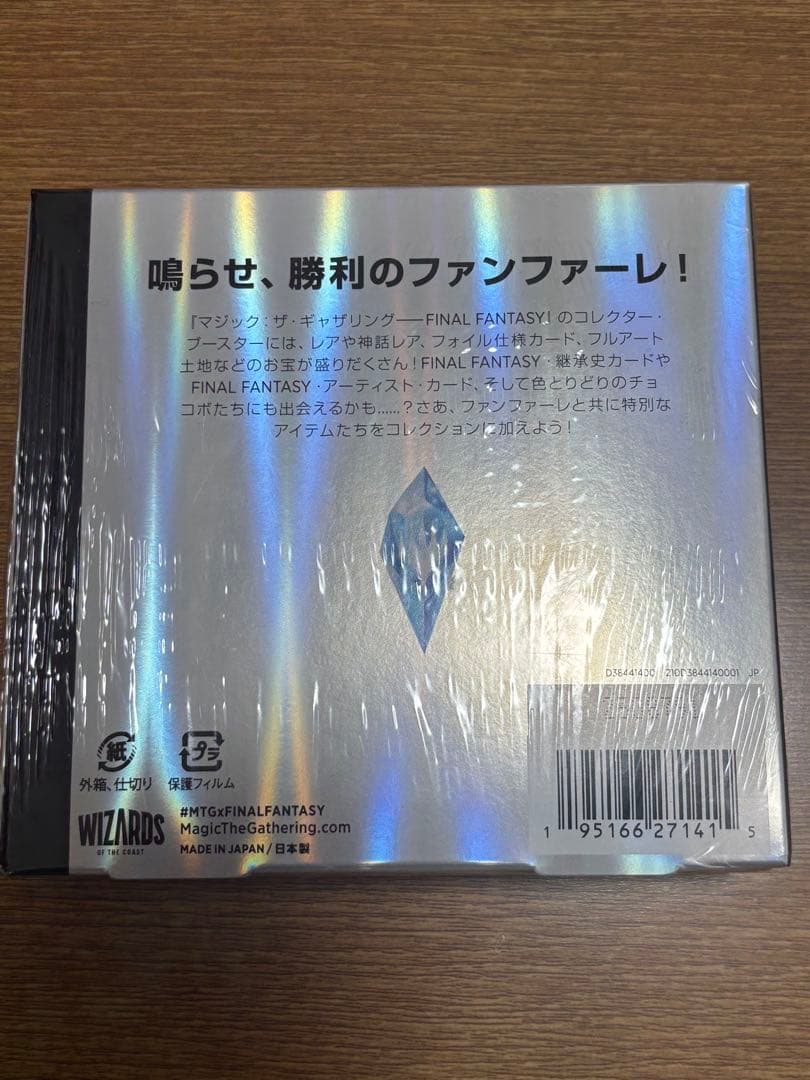 鳴らせ、勝利のファンファーレ!
『マジック:ザ・ギャザリング——FINAL FANTASY』のコレクター・
ブースターには、レアや神話レア、フォイル仕様カード、フルアート
土地などのお宝が盛りだくさん!FINAL FANTASY・継承史カードや
FINAL FANTASY・アーティスト・カード、そして色とりどりのチョ
コボたちにも出会えるかも……?さあ、ファンファーレと共に特別な
アイテムたちをコレクションに加えよう!
D38441400 210D3844140001 JP
紙
プラ
外箱、仕切り 保護フィルム
WIZARDS
OF THE COAST
#MTGxFINALFANTASY
MagicTheGathering.com
MADE IN JAPAN / 日本製
1 95166 27141 5